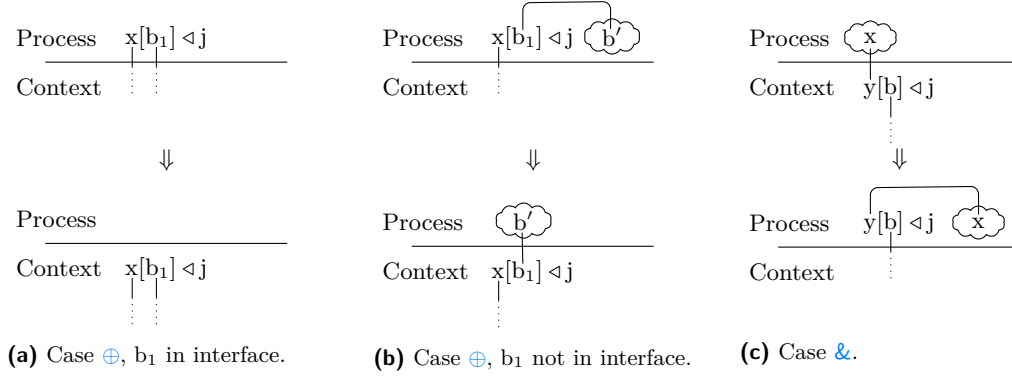 Process x[b₁] ◁ j
Context
⇓
Process
Context x[b₁] ◁ j
(a) Case ⊕, b₁ in interface.
Process x[b₁] ◁ j b′
Context
⇓
Process b′
Context x[b₁] ◁ j
(b) Case ⊕, b₁ not in interface.
Process x
Context y[b] ◁ j
⇓
Process y[b] ◁ j x
Context
(c) Case &.